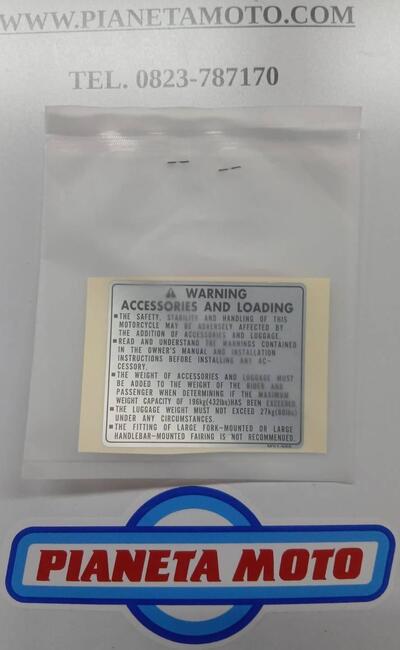 WWW.PIANETAMOTO.COM
TEL. 0823-787170
WARNING
ACCESSORIES AND LOADING
THE SAFETY, STABILITY AND HANDLING OF THIS
MOTORCYCLE MAY BE ADVERSELY AFFECTED BY
THE ADDITION OF ACCESSORIES AND LUGGAGE.
READ AND UNDERSTAND THE WARNINGS CONTAINED
IN THE OWNER'S MANUAL AND INSTALLATION
INSTRUCTIONS BEFORE INSTALLING ANY AC-
CESSORY.
THE WEIGHT OF ACCESSORIES AND LUGGAGE MUST
BE ADDED TO THE WEIGHT OF THE RIDER AND
PASSENGER WHEN DETERMINING IF THE MAXIMUM
WEIGHT CAPACITY OF 196kg(432lbs)HAS BEEN EXCEEDED.
THE LUGGAGE WEIGHT MUST NOT EXCEED 27kg(60lbs)
UNDER ANY CIRCUMSTANCES.
THE FITTING OF LARGE FORK-MOUNTED OR LARGE
HANDLEBAR-MOUNTED FAIRING IS NOT RECOMMENDED.
PIANETA MOTO